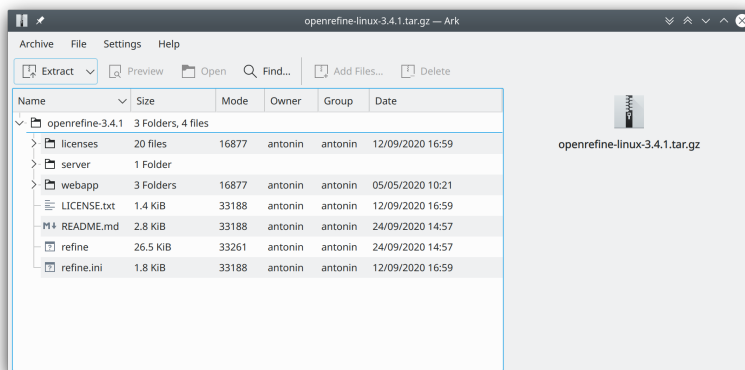 openrefine-linux-3.4.1.tar.gz — Ark
Archive File Settings Help
Extract Preview Open Find... Add Files... Delete
Name Size Mode Owner Group Date
openrefine-3.4.1 3 Folders, 4 files
licenses 20 files 16877 antonin antonin 12/09/2020 16:59
server 1 Folder
webapp 3 Folders 16877 antonin antonin 05/05/2020 10:21
LICENSE.txt 1.4 KiB 33188 antonin antonin 12/09/2020 16:59
M↓ README.md 2.8 KiB 33188 antonin antonin 24/09/2020 14:57
? refine 26.5 KiB 33261 antonin antonin 24/09/2020 14:57
? refine.ini 1.8 KiB 33188 antonin antonin 12/09/2020 16:59
openrefine-linux-3.4.1.tar.gz